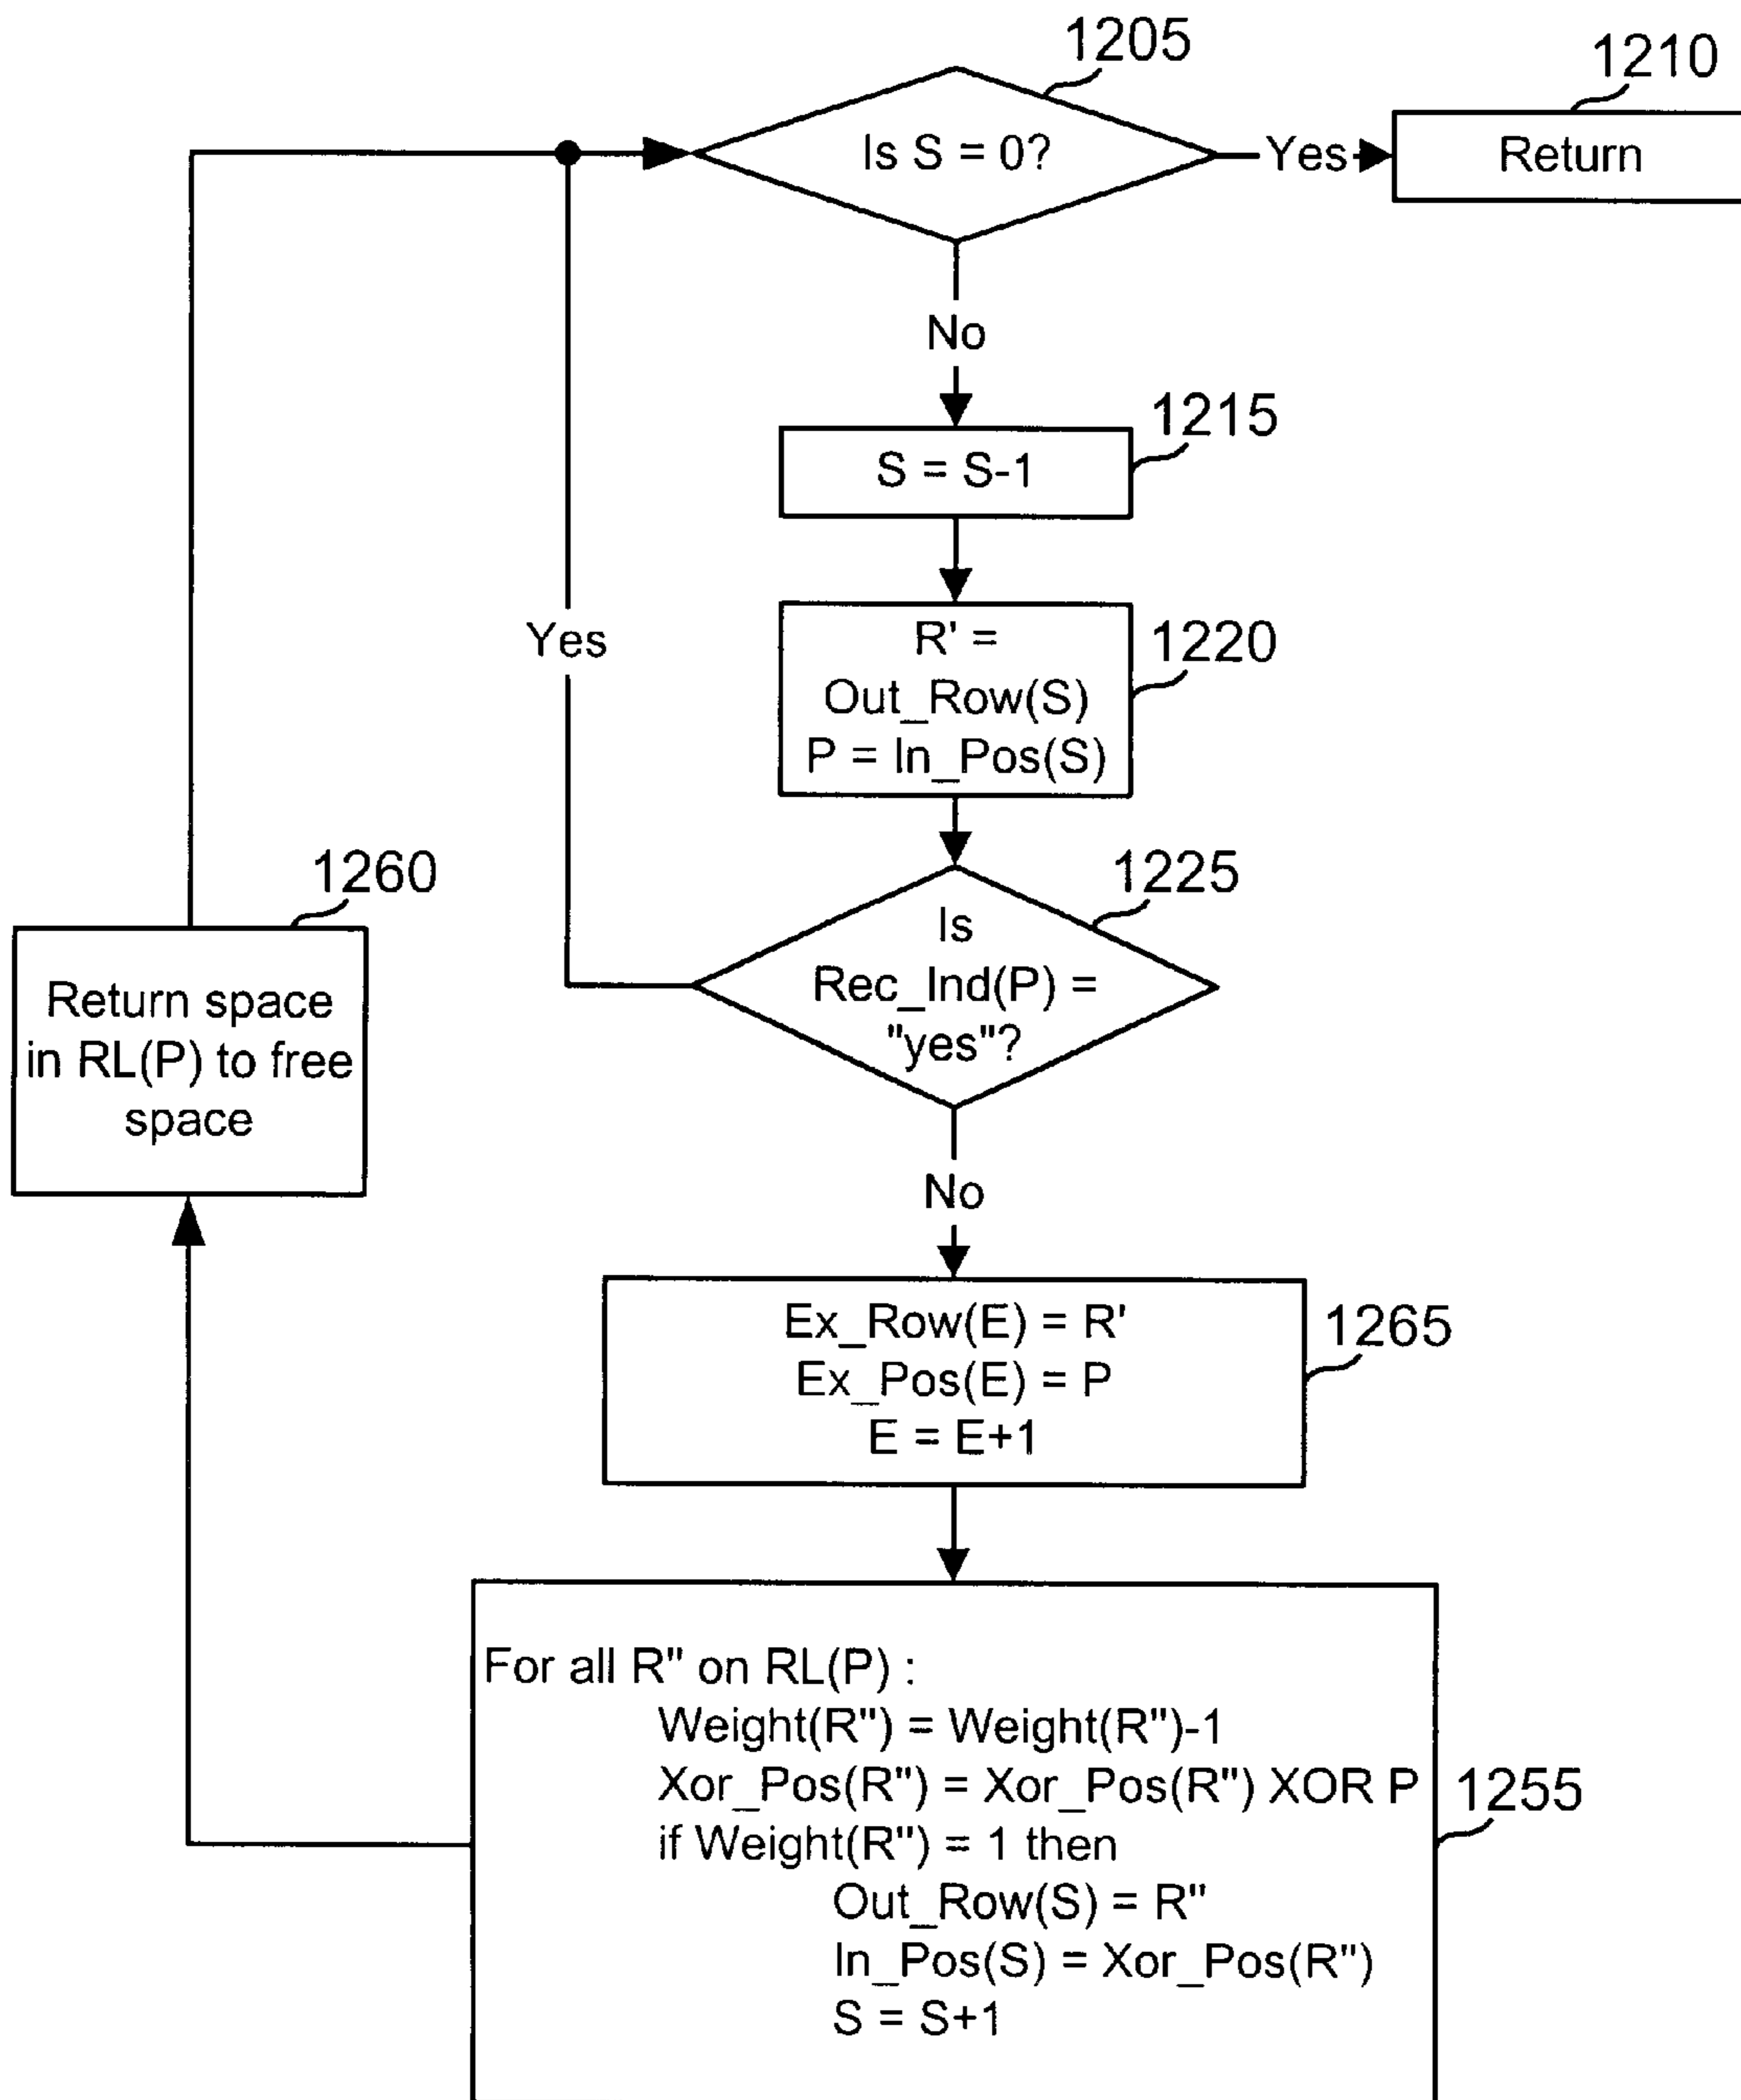 1205
1210
Is S = 0?
Yes
Return
No
1215
S = S-1
1220
R' =
Out_Row(S)
P = In_Pos(S)
Yes
1225
Is
Rec_Ind(P) =
"yes"?
1260
Return space
in RL(P) to free
space
No
1265
Ex_Row(E) = R'
Ex_Pos(E) = P
E = E+1
1255
For all R" on RL(P) :
Weight(R") = Weight(R")-1
Xor_Pos(R") = Xor_Pos(R") XOR P
if Weight(R") = 1 then
Out_Row(S) = R"
In_Pos(S) = Xor_Pos(R")
S = S+1